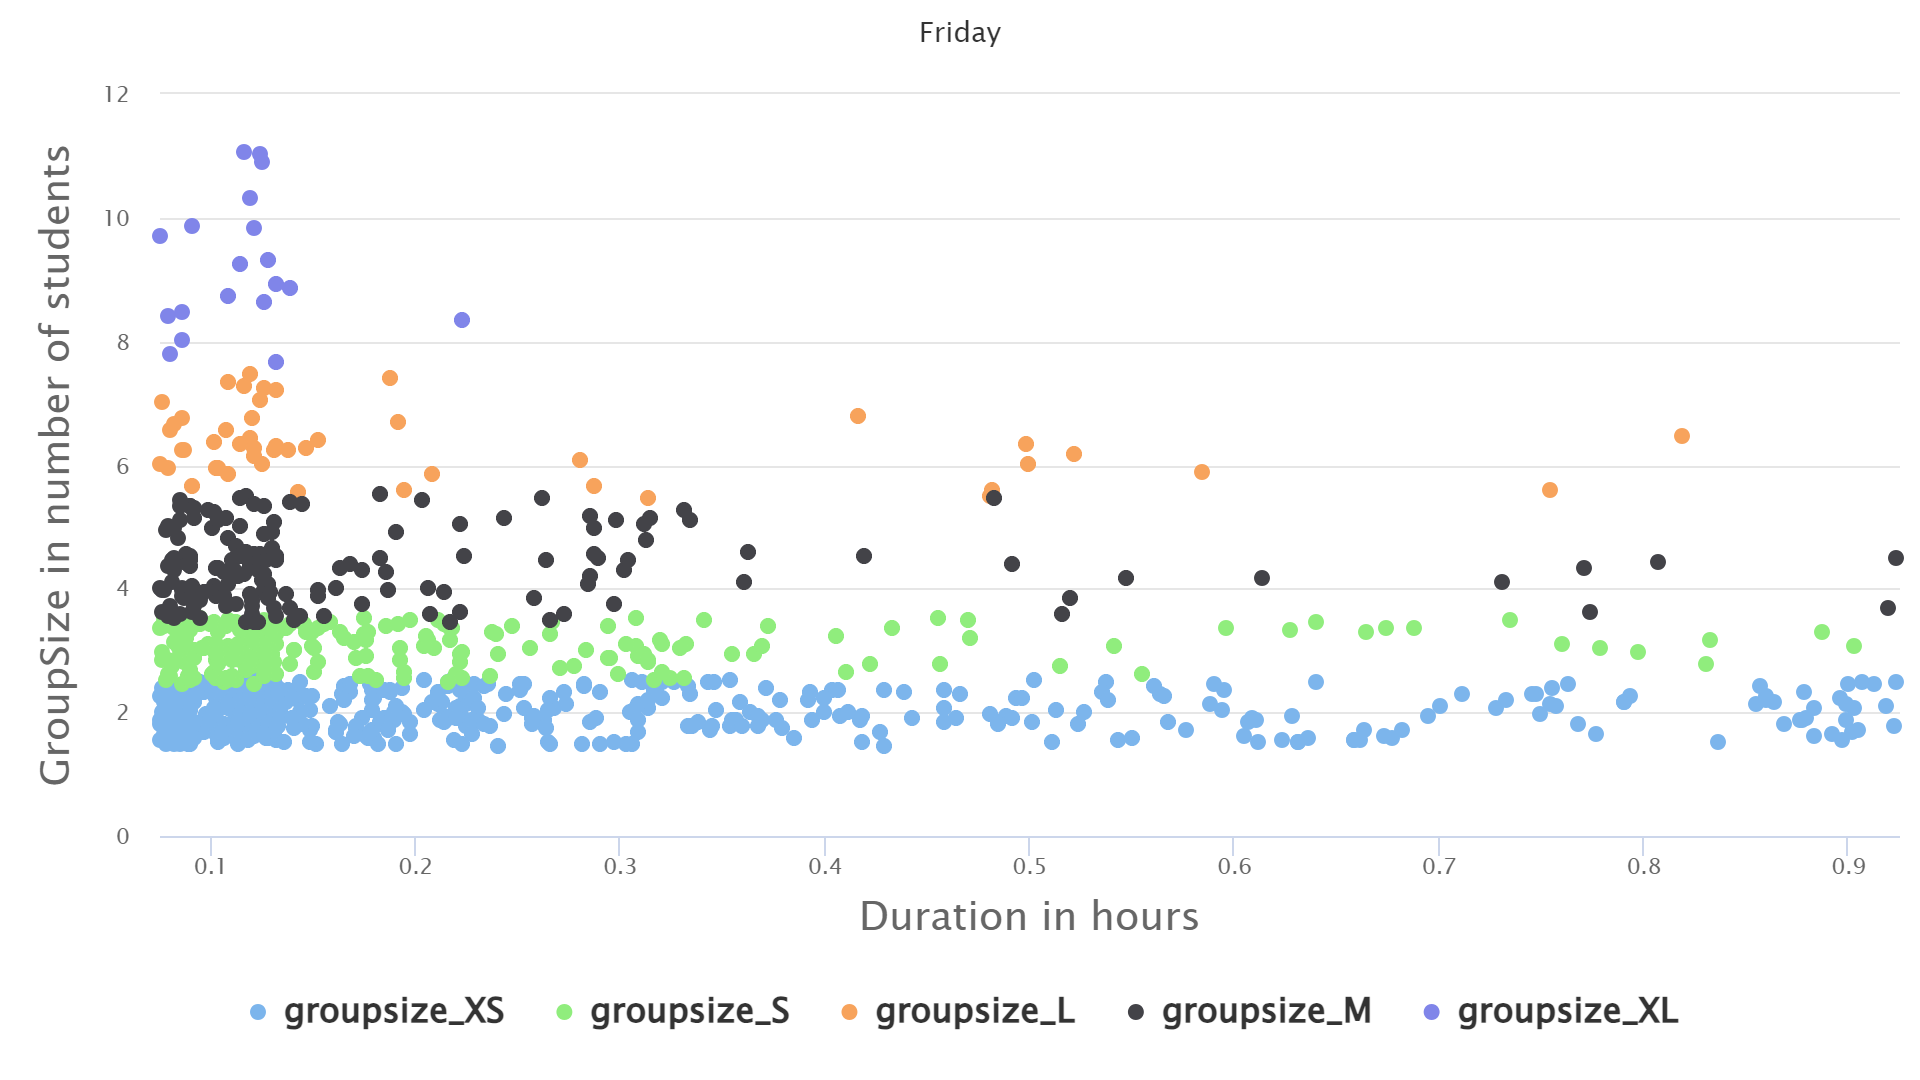 Friday
GroupSize in number of students
12
10
8
6
4
2
0
0.1 0.2 0.3 0.4 0.5 0.6 0.7 0.8 0.9
Duration in hours
groupsize_XS groupsize_S groupsize_L groupsize_M groupsize_XL